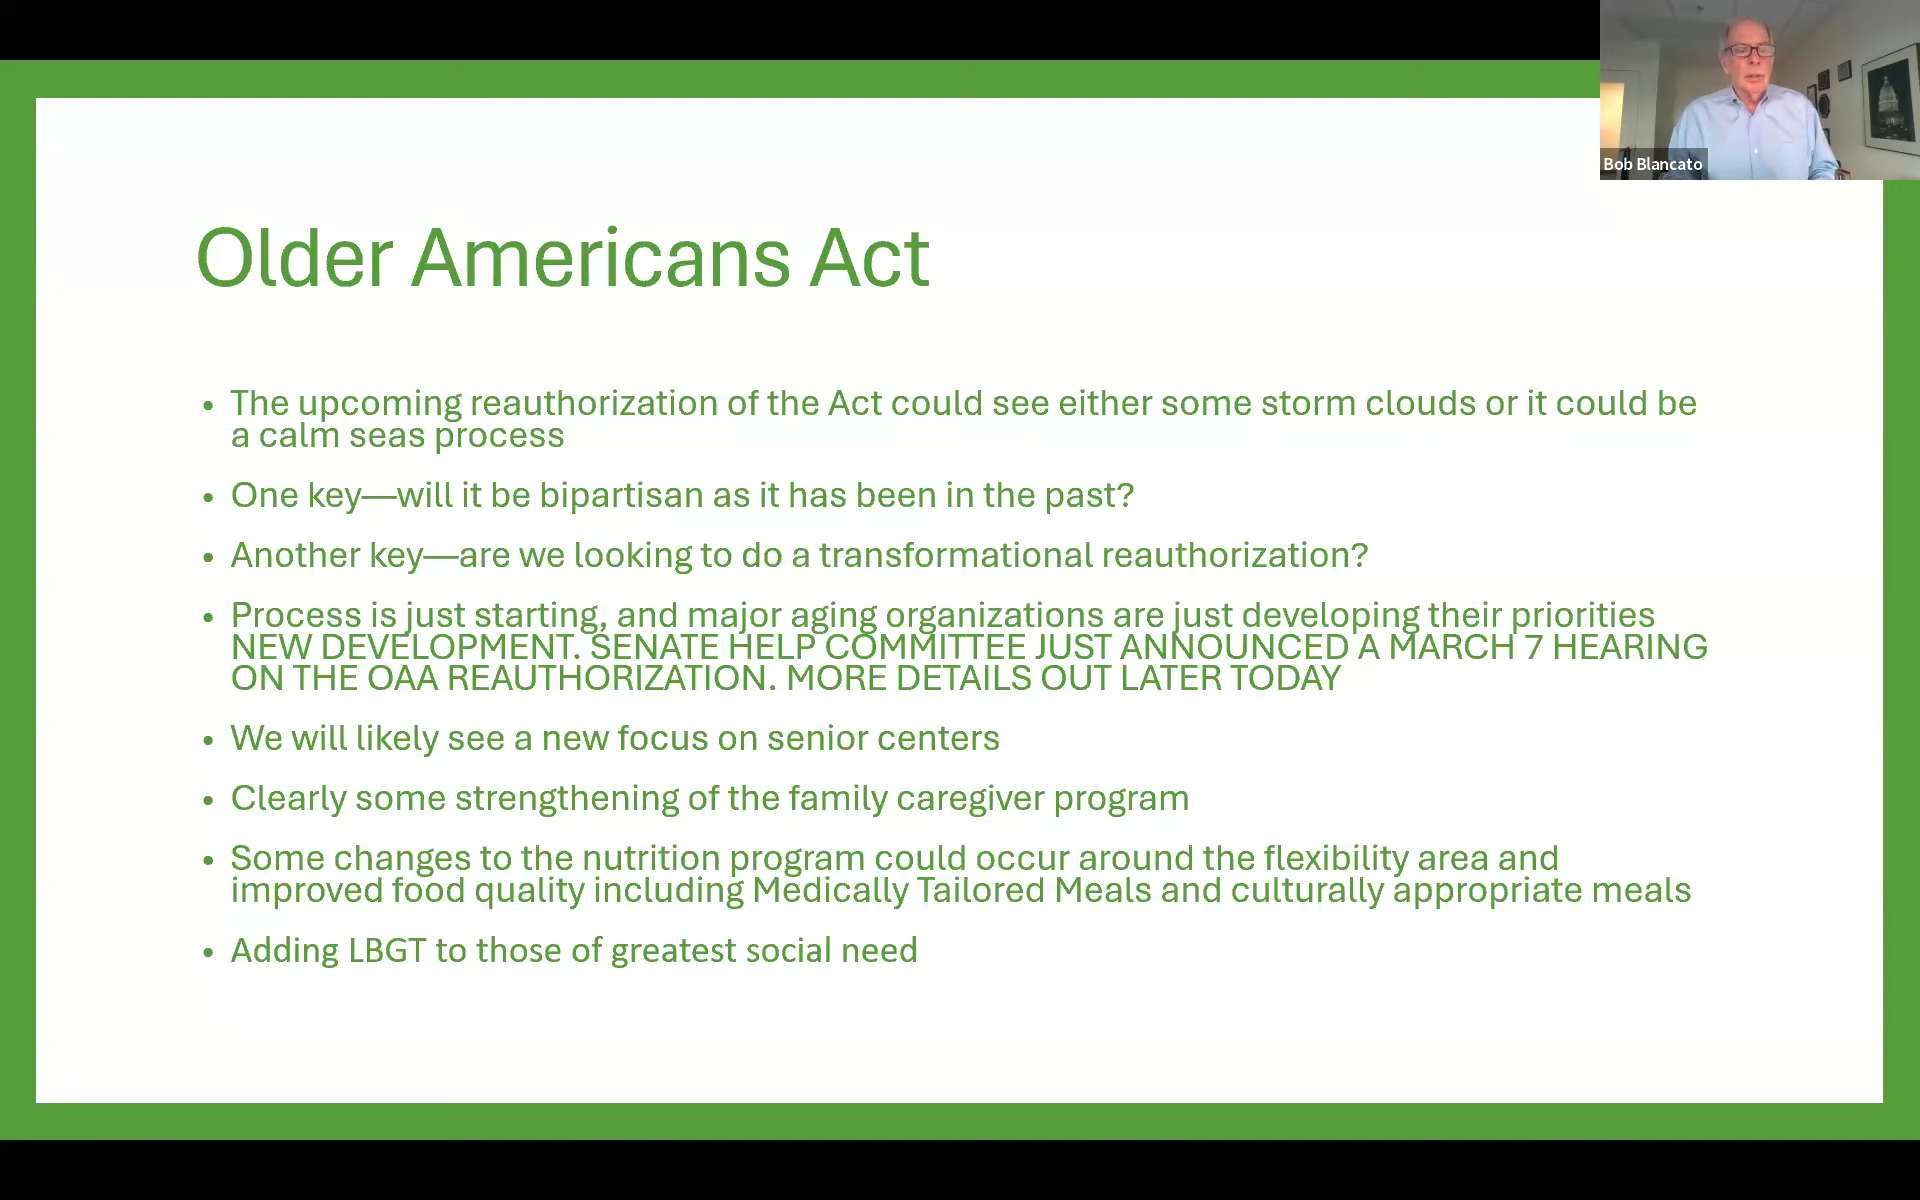 Bob Blancato
Older Americans Act
• The upcoming reauthorization of the Act could see either some storm clouds or it could be
a calm seas process
• One key—will it be bipartisan as it has been in the past?
• Another key—are we looking to do a transformational reauthorization?
• Process is just starting, and major aging organizations are just developing their priorities
NEW DEVELOPMENT. SENATE HELP COMMITTEE JUST ANNOUNCED A MARCH 7 HEARING
ON THE OAA REAUTHORIZATION. MORE DETAILS OUT LATER TODAY
• We will likely see a new focus on senior centers
• Clearly some strengthening of the family caregiver program
• Some changes to the nutrition program could occur around the flexibility area and
improved food quality including Medically Tailored Meals and culturally appropriate meals
• Adding LBGT to those of greatest social need